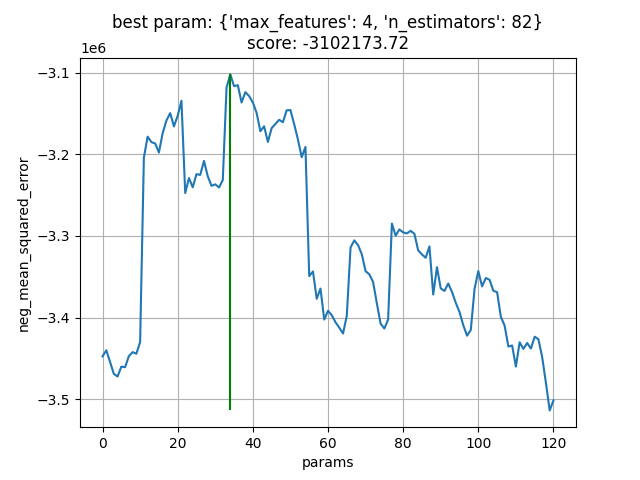 best param: {'max_features': 4, 'n_estimators': 82}
score: -3102173.72
1e6
−3.1
−3.2
−3.3
−3.4
−3.5
neg_mean_squared_error
0 20 40 60 80 100 120
params